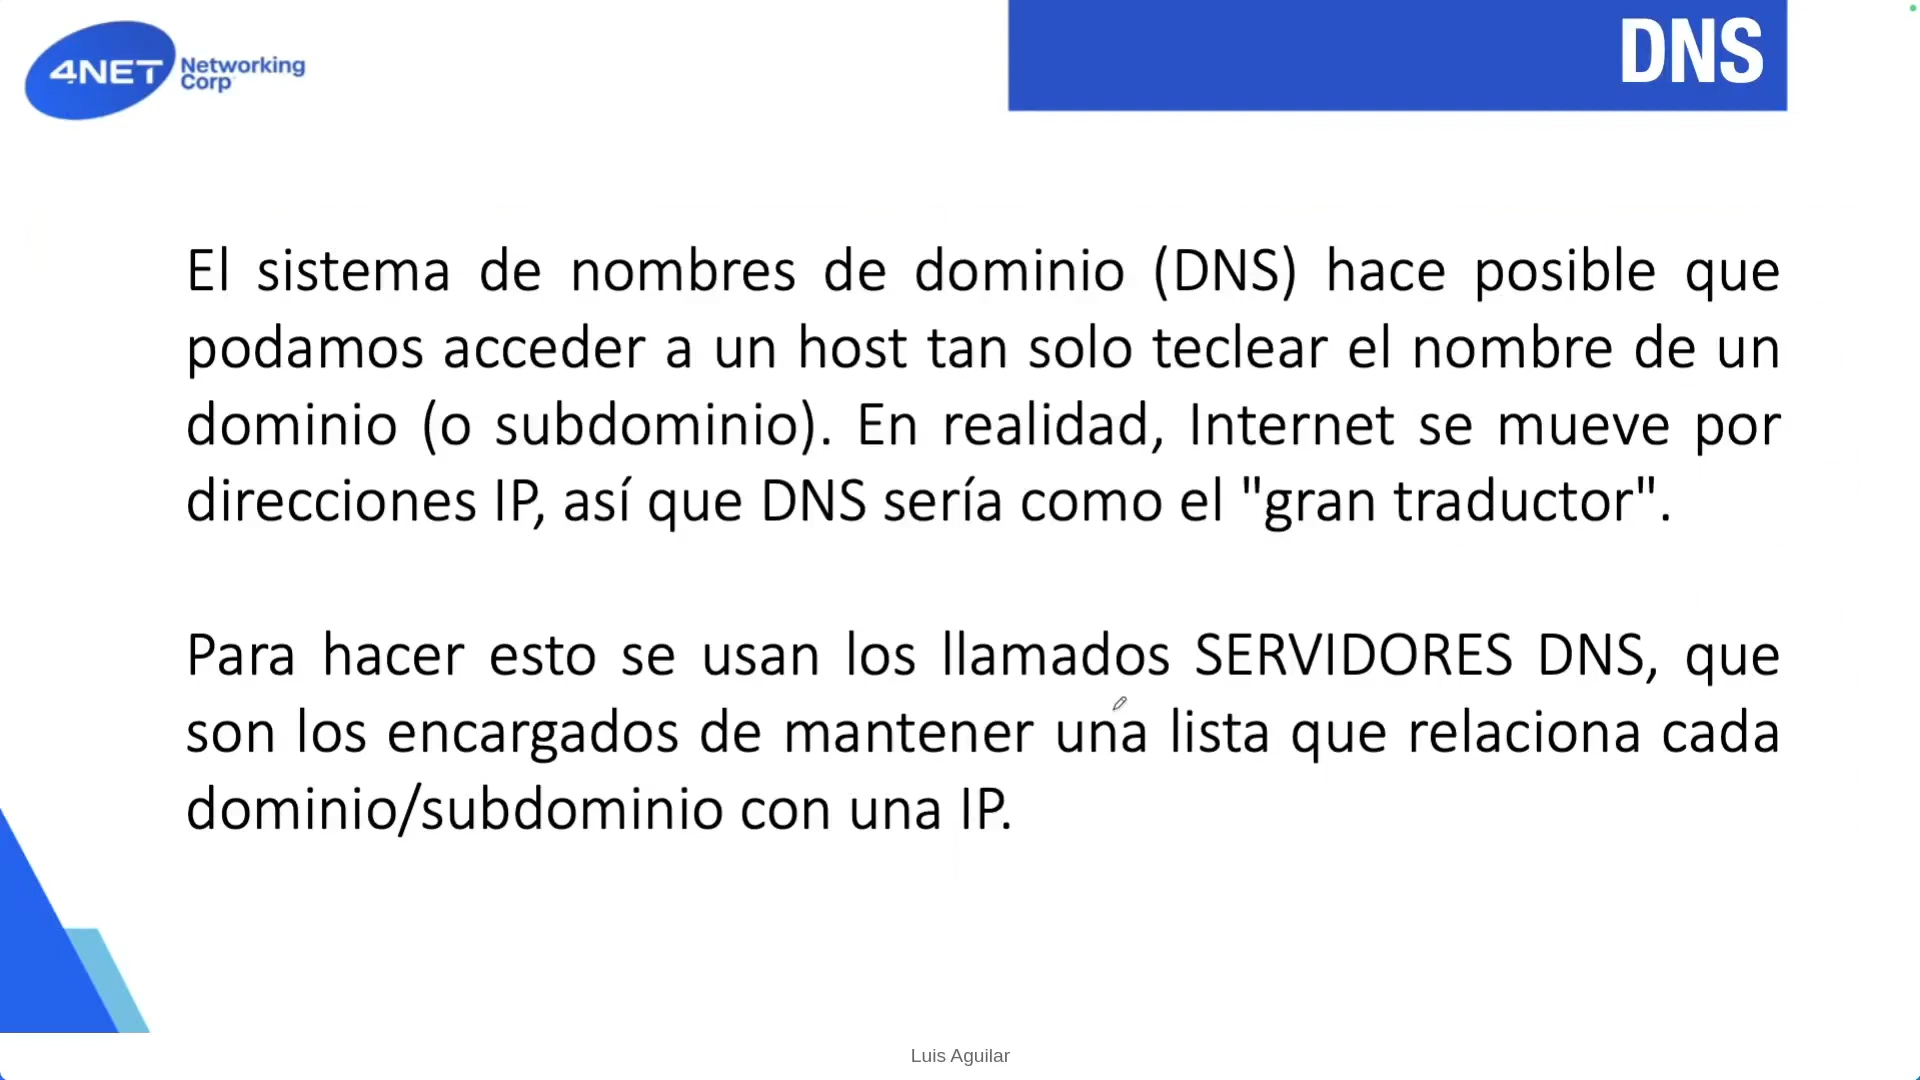 4NET Networking
Corp
DNS
El sistema de nombres de dominio (DNS) hace posible que
podamos acceder a un host tan solo teclear el nombre de un
dominio (o subdominio). En realidad, Internet se mueve por
direcciones IP, así que DNS sería como el "gran traductor".
Para hacer esto se usan los llamados SERVIDORES DNS, que
son los encargados de mantener una lista que relaciona cada
dominio/subdominio con una IP.
Luis Aguilar